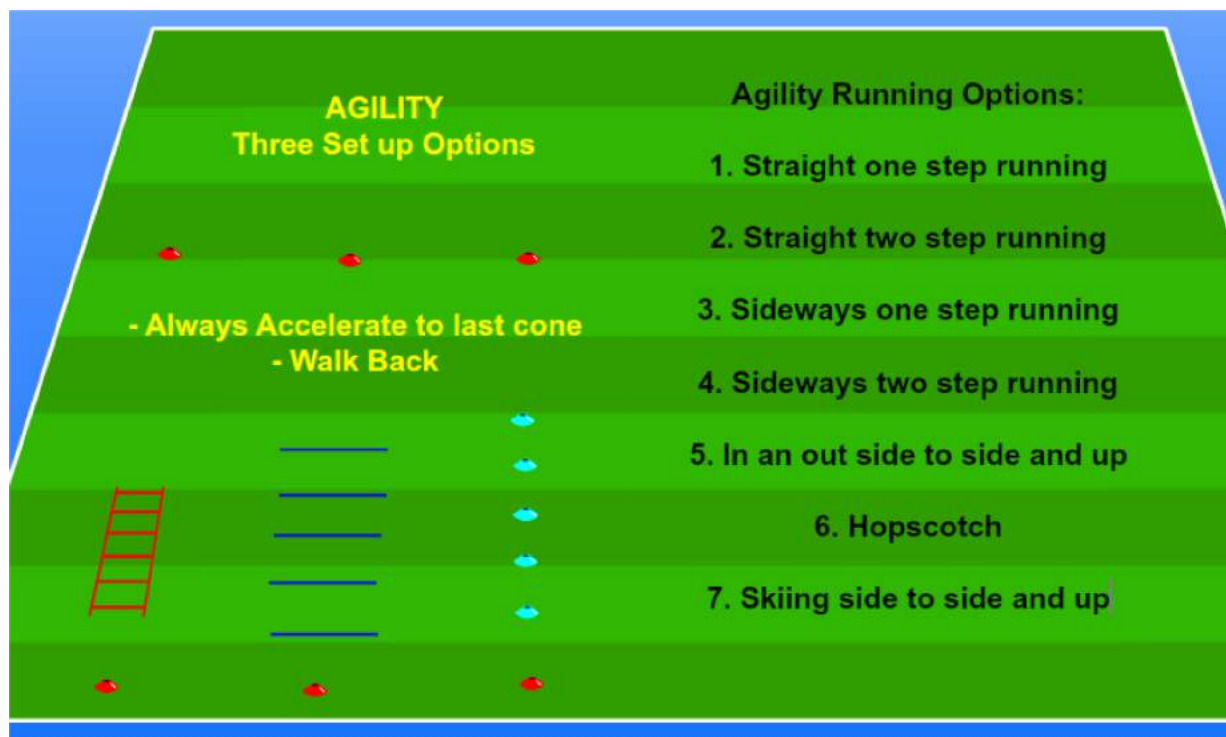 AGILITY
Three Set up Options
- Always Accelerate to last cone
- Walk Back
Agility Running Options:
1. Straight one step running
2. Straight two step running
3. Sideways one step running
4. Sideways two step running
5. In an out side to side and up
6. Hopscotch
7. Skiing side to side and up